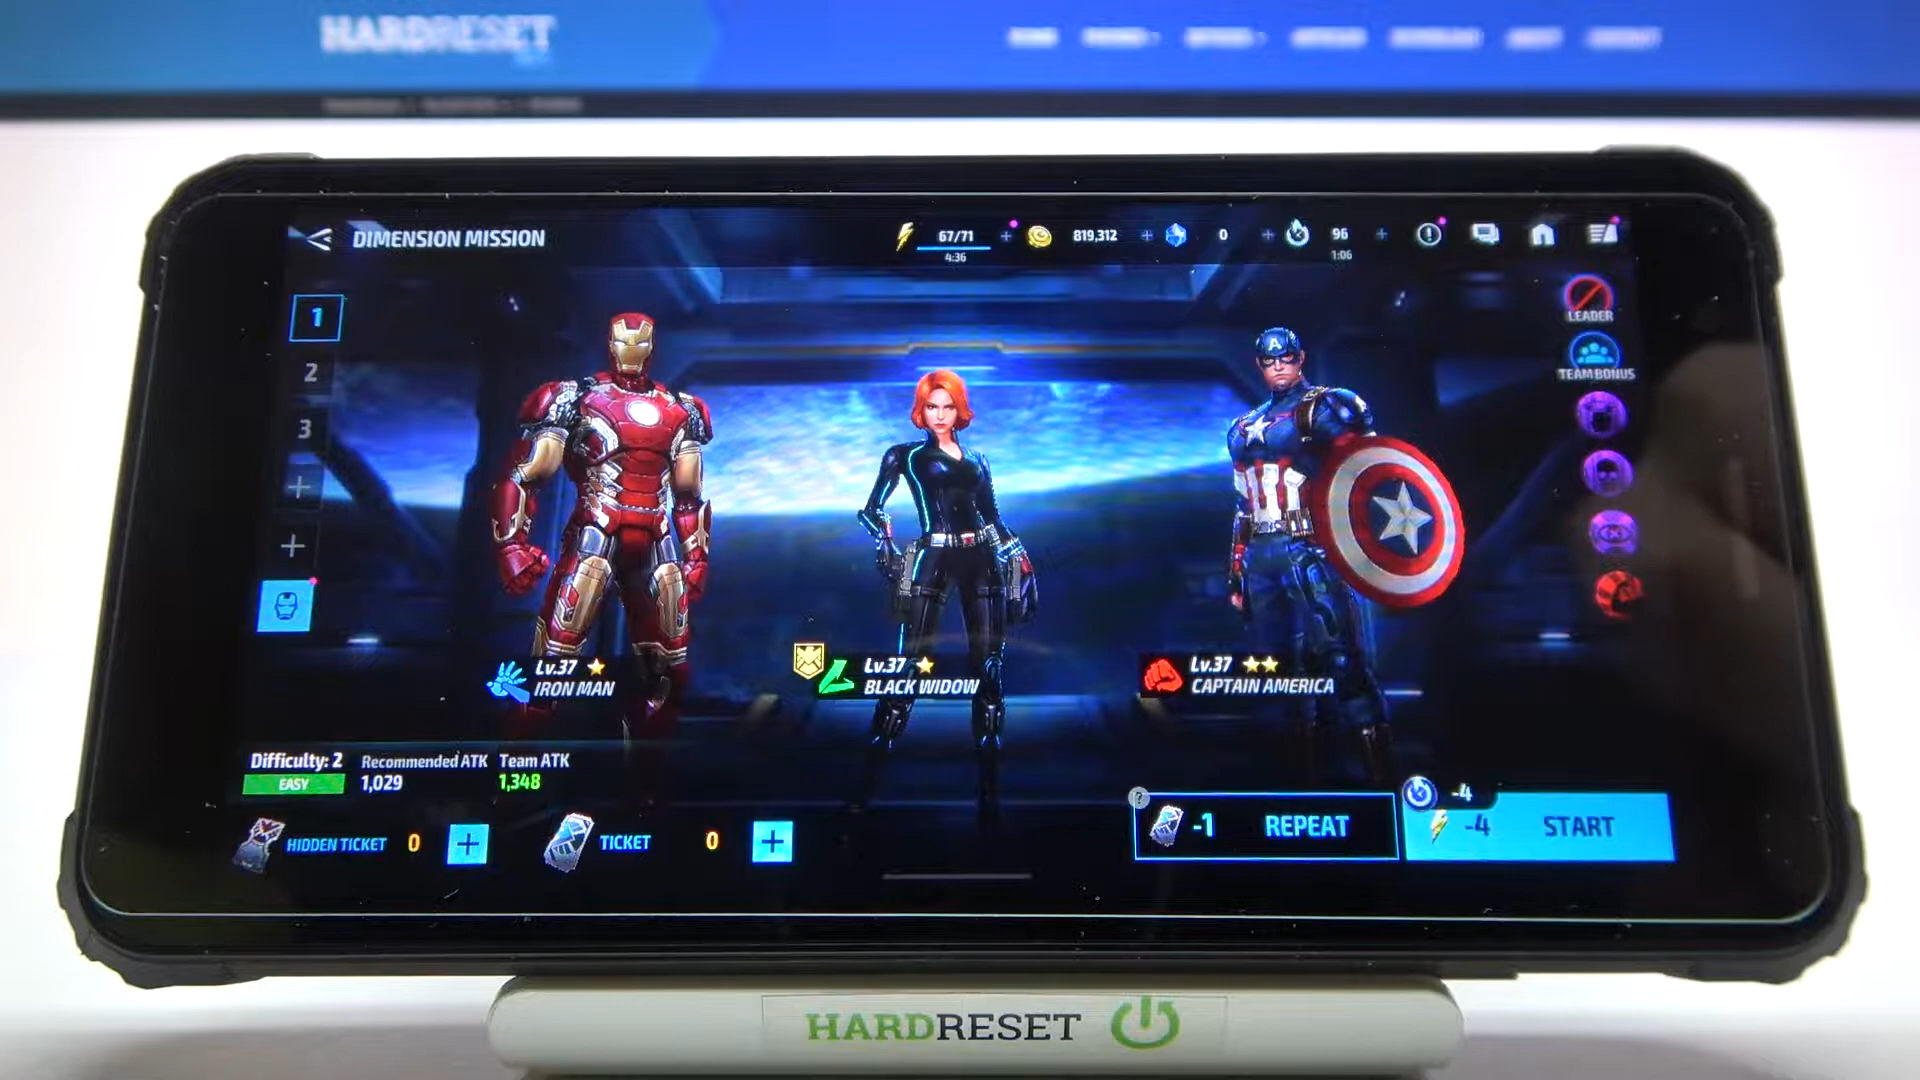 HARDRESET
DIMENSION MISSION
67/71
4:36
819,312
0
96
1:06
1
2
3
LEADER
TEAM BONUS
A
Lv.37
IRON MAN
Lv.37
BLACK WIDOW
Lv.37
CAPTAIN AMERICA
Difficulty: 2
EASY
Recommended ATK
1,029
Team ATK
1,348
HIDDEN TICKET 0
TICKET 0
?
-1 REPEAT
-4
-4 START
HARDRESET